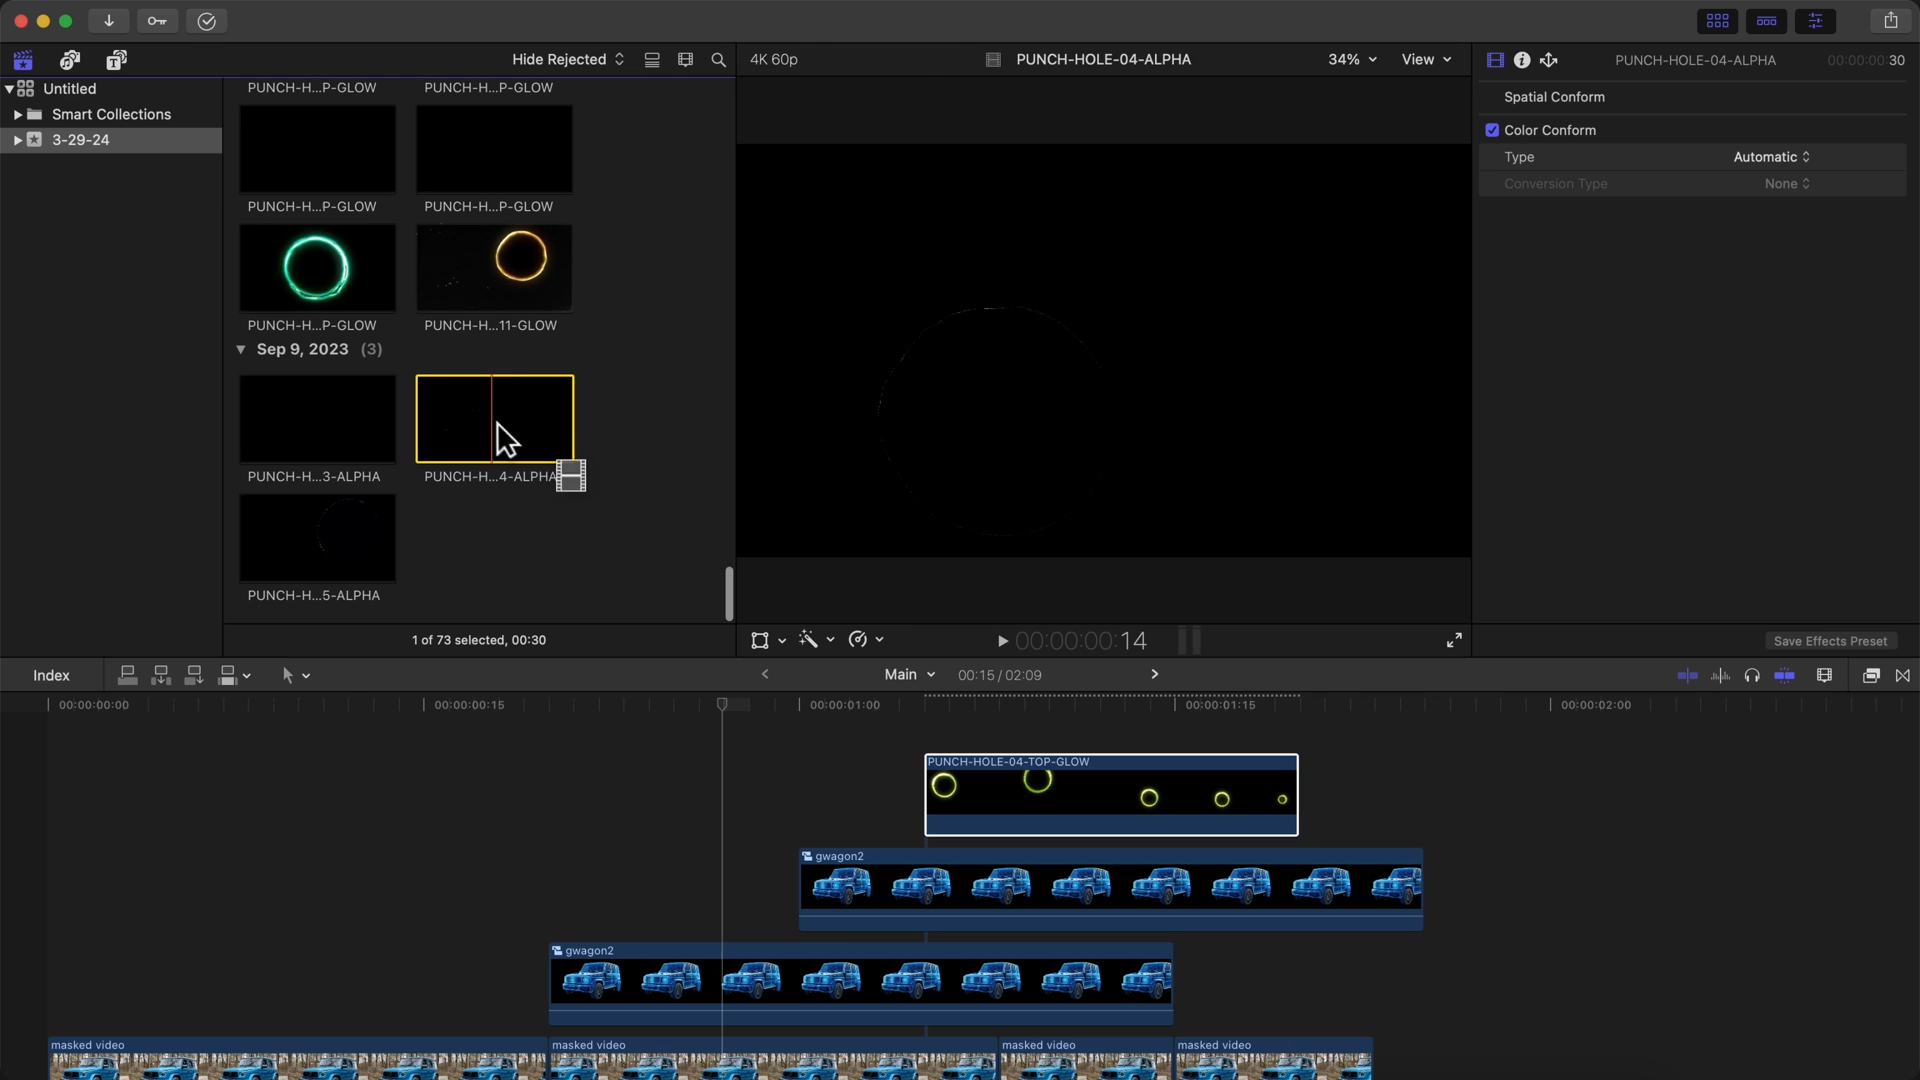 Hide Rejected
4K 60p
PUNCH-HOLE-04-ALPHA
34%
View
PUNCH-HOLE-04-ALPHA
00:00:00:30
Untitled
Smart Collections
3-29-24
PUNCH-H...P-GLOW
PUNCH-H...P-GLOW
PUNCH-H...P-GLOW
PUNCH-H...P-GLOW
PUNCH-H...P-GLOW
PUNCH-H...11-GLOW
Sep 9, 2023 (3)
PUNCH-H...3-ALPHA
PUNCH-H...4-ALPHA
PUNCH-H...5-ALPHA
1 of 73 selected, 00:30
Spatial Conform
Color Conform
Type
Automatic
Conversion Type
None
00:00:00:14
Save Effects Preset
Index
Main
00:15 / 02:09
00:00:00:00
00:00:00:15
00:00:01:00
00:00:01:15
00:00:02:00
PUNCH-HOLE-04-TOP-GLOW
gwagon2
gwagon2
masked video
masked video
masked video
masked video